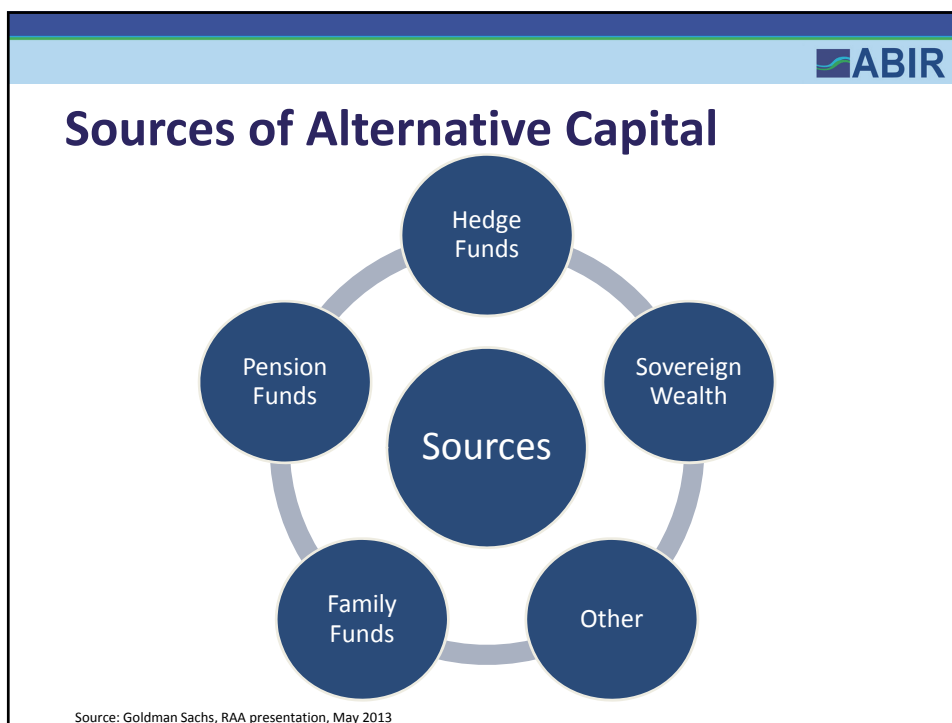 ABIR
Sources of Alternative Capital
Hedge
Funds
Sovereign
Wealth
Other
Family
Funds
Pension
Funds
Sources
Source: Goldman Sachs, RAA presentation, May 2013